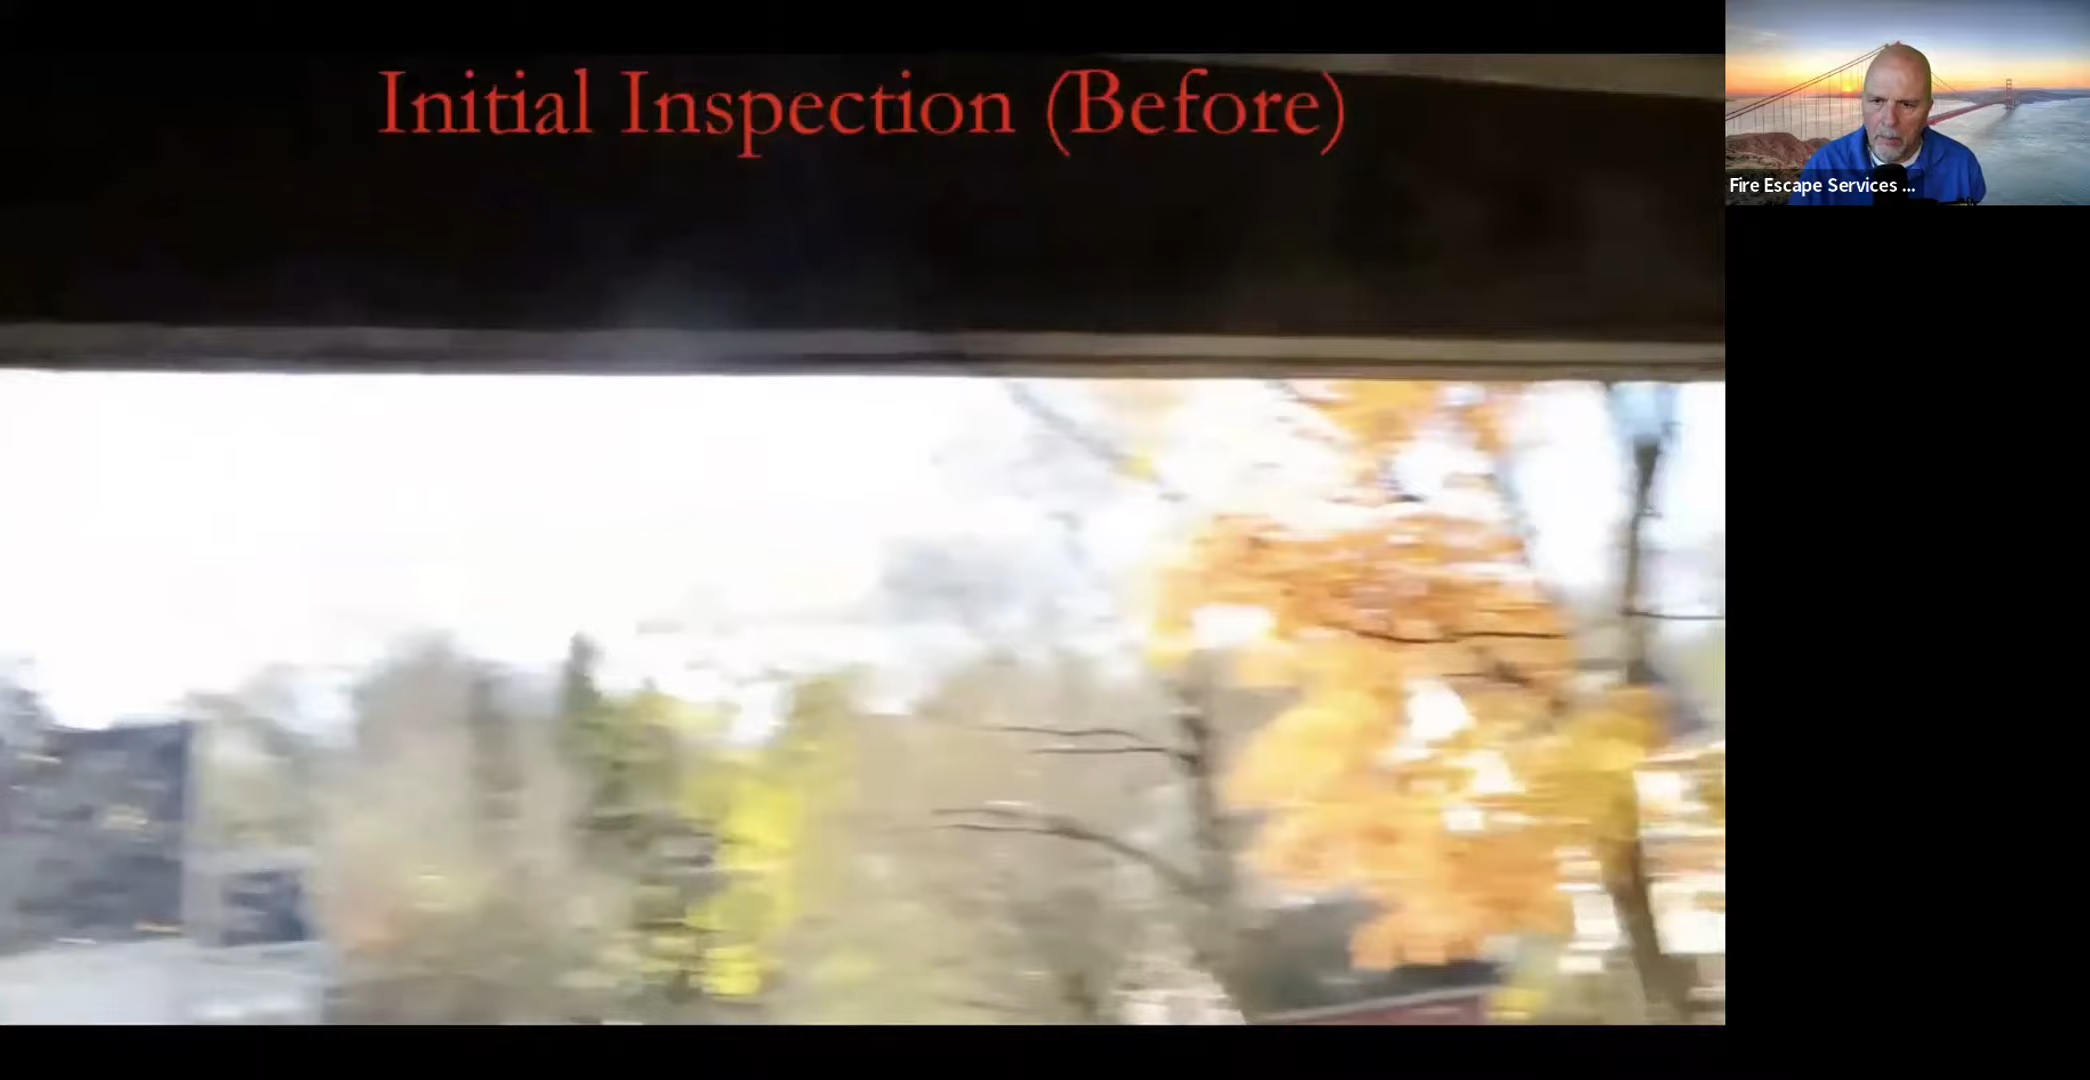 Initial Inspection (Before)
Fire Escape Services ...